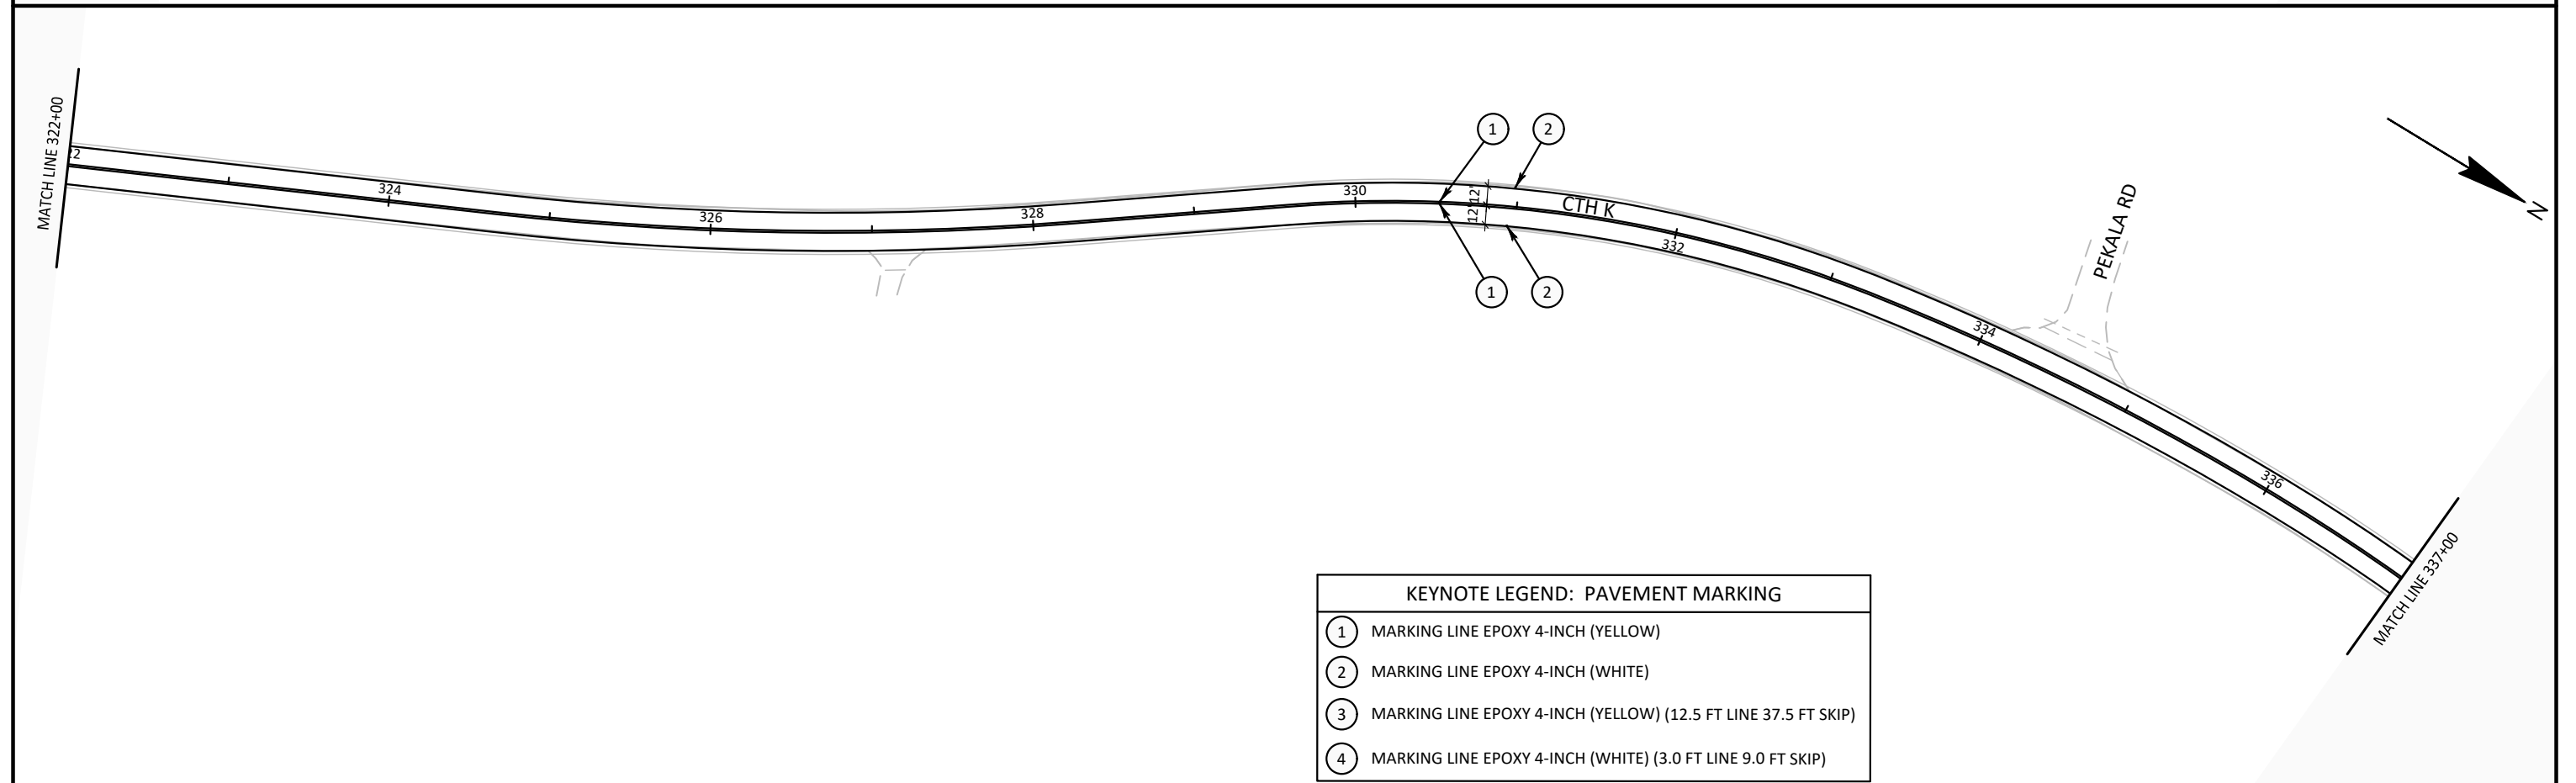 MATCH LINE 322+00
22
324
326
328
330
12'
12'
1
2
1
2
CTH K
332
334
PEKALA RD
336
N
MATCH LINE 337+00
KEYNOTE LEGEND: PAVEMENT MARKING
1 MARKING LINE EPOXY 4-INCH (YELLOW)
2 MARKING LINE EPOXY 4-INCH (WHITE)
3 MARKING LINE EPOXY 4-INCH (YELLOW) (12.5 FT LINE 37.5 FT SKIP)
4 MARKING LINE EPOXY 4-INCH (WHITE) (3.0 FT LINE 9.0 FT SKIP)